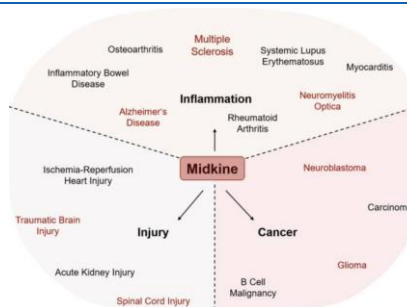 Multiple
Sclerosis
Osteoarthritis
Systemic Lupus
Erythematosus
Myocarditis
Inflammatory Bowel
Disease
Inflammation
Neuromyelitis
Optica
Alzheimer's
Disease
Rheumatoid
Arthritis
Midkine
Ischemia-Reperfusion
Heart Injury
Neuroblastoma
Traumatic Brain
Injury
Carcinom
Injury
Cancer
Acute Kidney Injury
Glioma
B Cell
Malignancy
Spinal Cord Injury